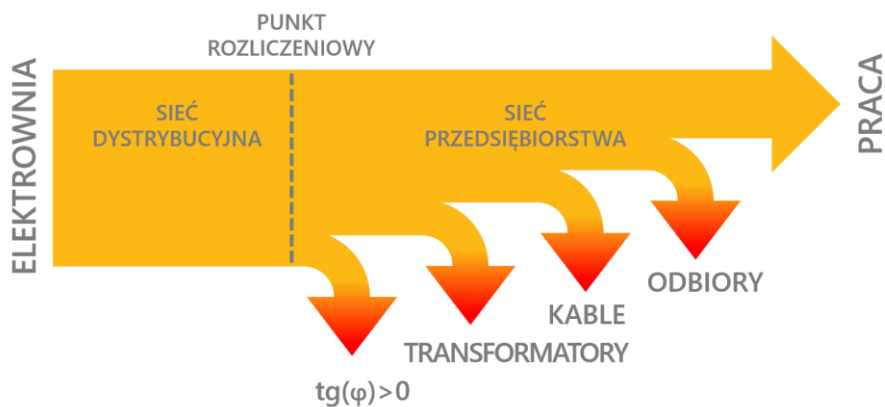 PUNKT
ROZLICZENIOWY
ELEKTROWNIA
SIEĆ
DYSTRYBUCYJNA
SIEĆ
PRZEDSIĘBIORSTWA
PRACA
ODBIORY
KABLE
TRANSFORMATORY
tg(φ)>0